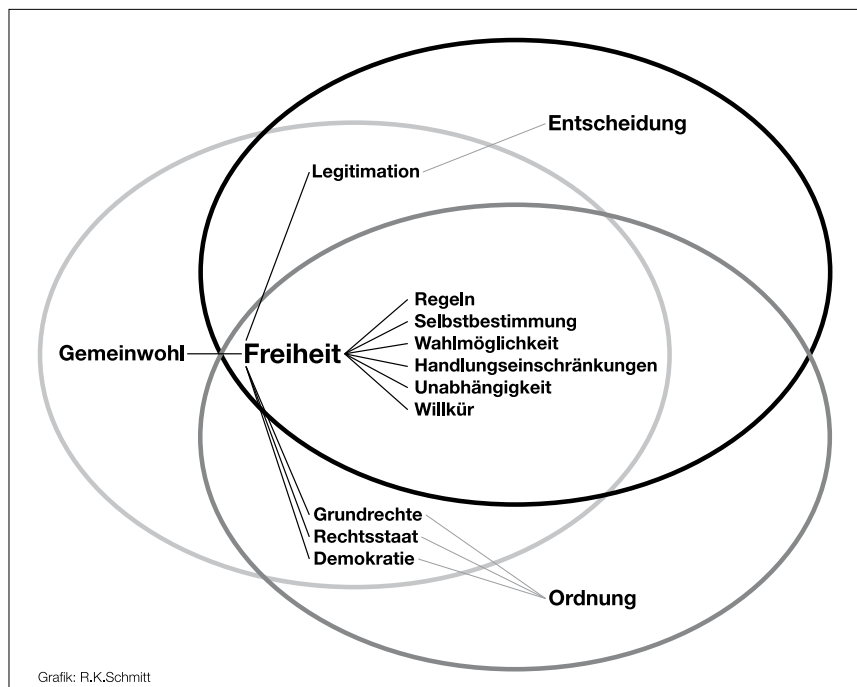 Entscheidung
Legitimation
Regeln
Selbstbestimmung
Wahlmöglichkeit
Gemeinwohl
Freiheit
Handlungseinschränkungen
Unabhängigkeit
Willkür
Grundrechte
Rechtsstaat
Demokratie
Ordnung
Grafik: R.K.Schmitt